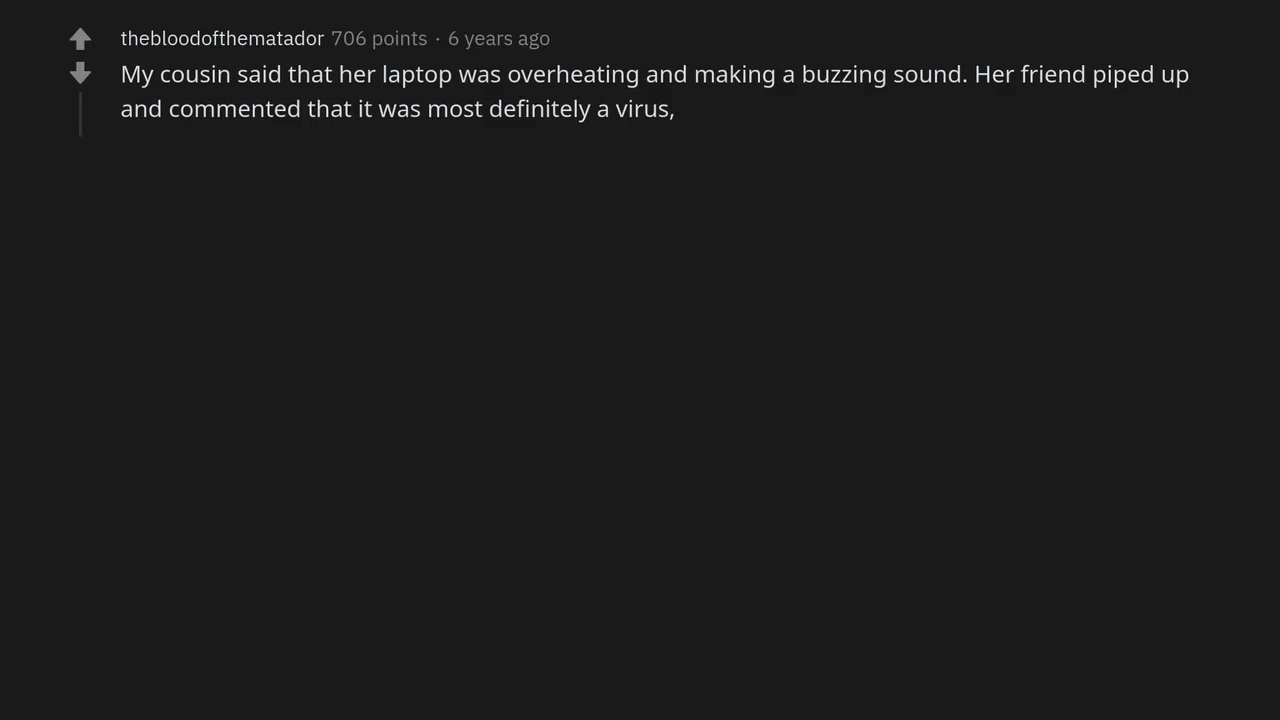 thebloodofthematador 706 points · 6 years ago
My cousin said that her laptop was overheating and making a buzzing sound. Her friend piped up
and commented that it was most definitely a virus,